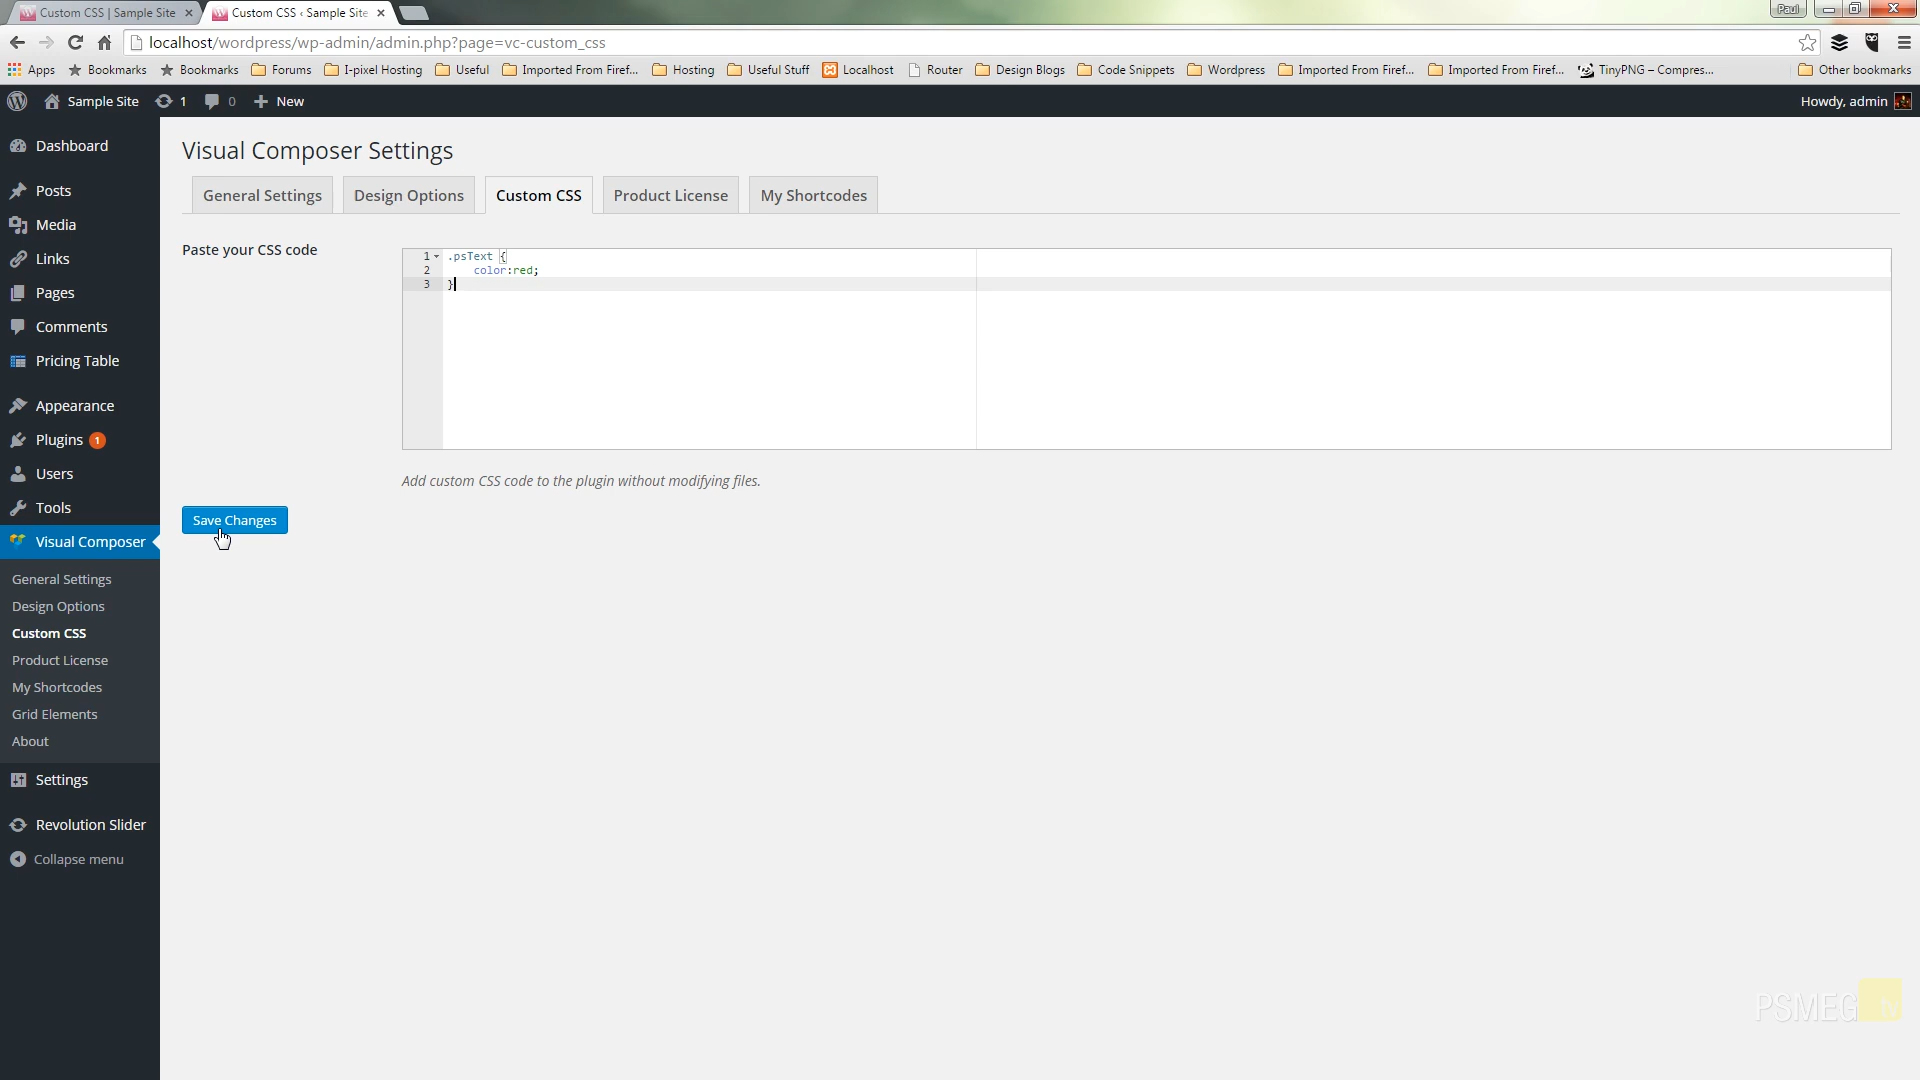 Custom CSS | Sample Site
Custom CSS ‹ Sample Site
Paul
localhost/wordpress/wp-admin/admin.php?page=vc-custom_css
Apps Bookmarks Bookmarks Forums I-pixel Hosting Useful Imported From Firef... Hosting Useful Stuff Localhost Router Design Blogs Code Snippets Wordpress Imported From Firef... Imported From Firef... TinyPNG – Compres... Other bookmarks
Sample Site 1 0 New Howdy, admin
Dashboard
Posts
Media
Links
Pages
Comments
Pricing Table
Appearance
Plugins 1
Users
Tools
Visual Composer
General Settings
Design Options
Custom CSS
Product License
My Shortcodes
Grid Elements
About
Settings
Revolution Slider
Collapse menu
Visual Composer Settings
General Settings Design Options Custom CSS Product License My Shortcodes
Paste your CSS code
1 .psText {
2 color:red;
3 }
Add custom CSS code to the plugin without modifying files.
Save Changes
PSMEG tv